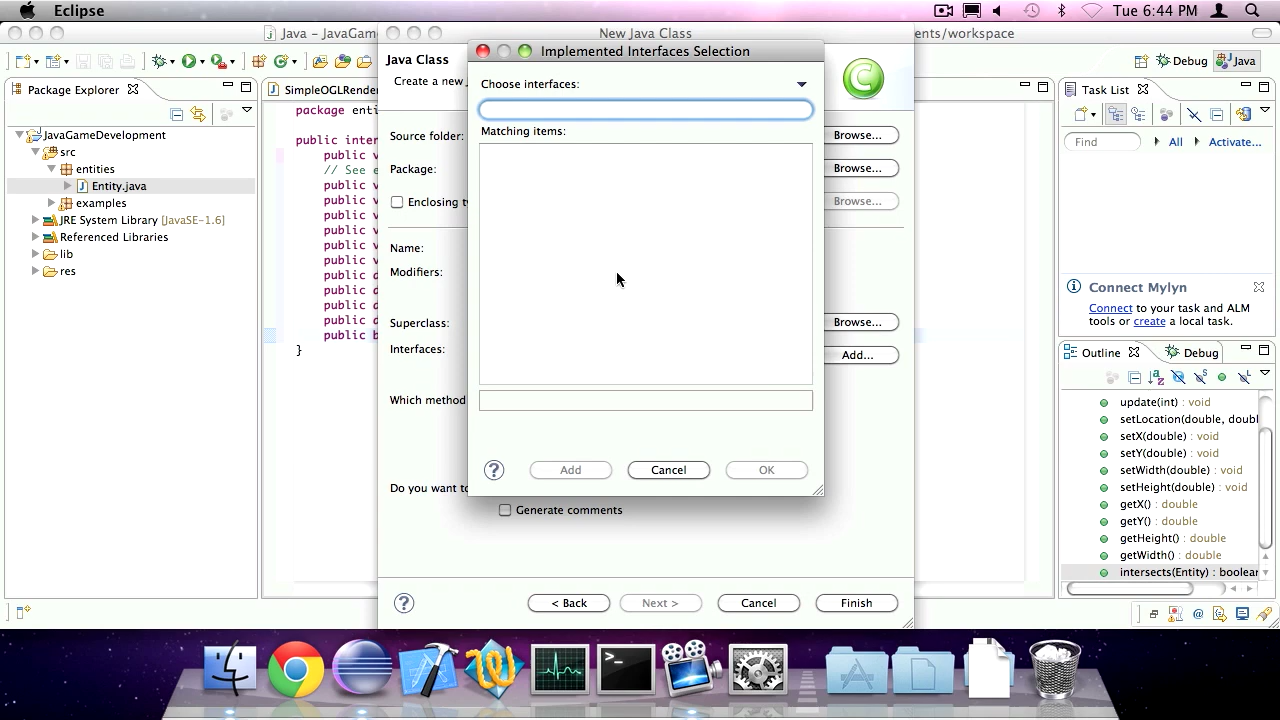 Eclipse
Tue 6:44 PM
Java – JavaGam
New Java Class
ents/workspace
Implemented Interfaces Selection
Debug
Java
Package Explorer
SimpleOGLRender
Task List
JavaGameDevelopment
src
entities
Entity.java
examples
JRE System Library [JavaSE-1.6]
Referenced Libraries
lib
res
package enti
public inter
public v
// See e
public v
public v
public v
public v
public v
public v
public d
public d
public d
public d
public b
}
Java Class
Create a new J
C
Source folder:
Browse...
Package:
Browse...
Enclosing ty
Browse...
Name:
Modifiers:
Superclass:
Browse...
Interfaces:
Add...
Which method
Do you want to
Generate comments
?
< Back
Next >
Cancel
Finish
Choose interfaces:
Matching items:
?
Add
Cancel
OK
Find
All
Activate...
Connect Mylyn
Connect to your task and ALM
tools or create a local task.
Outline
Debug
update(int) : void
setLocation(double, doubl
setX(double) : void
setY(double) : void
setWidth(double) : void
setHeight(double) : void
getX() : double
getY() : double
getHeight() : double
getWidth() : double
intersects(Entity) : boolean